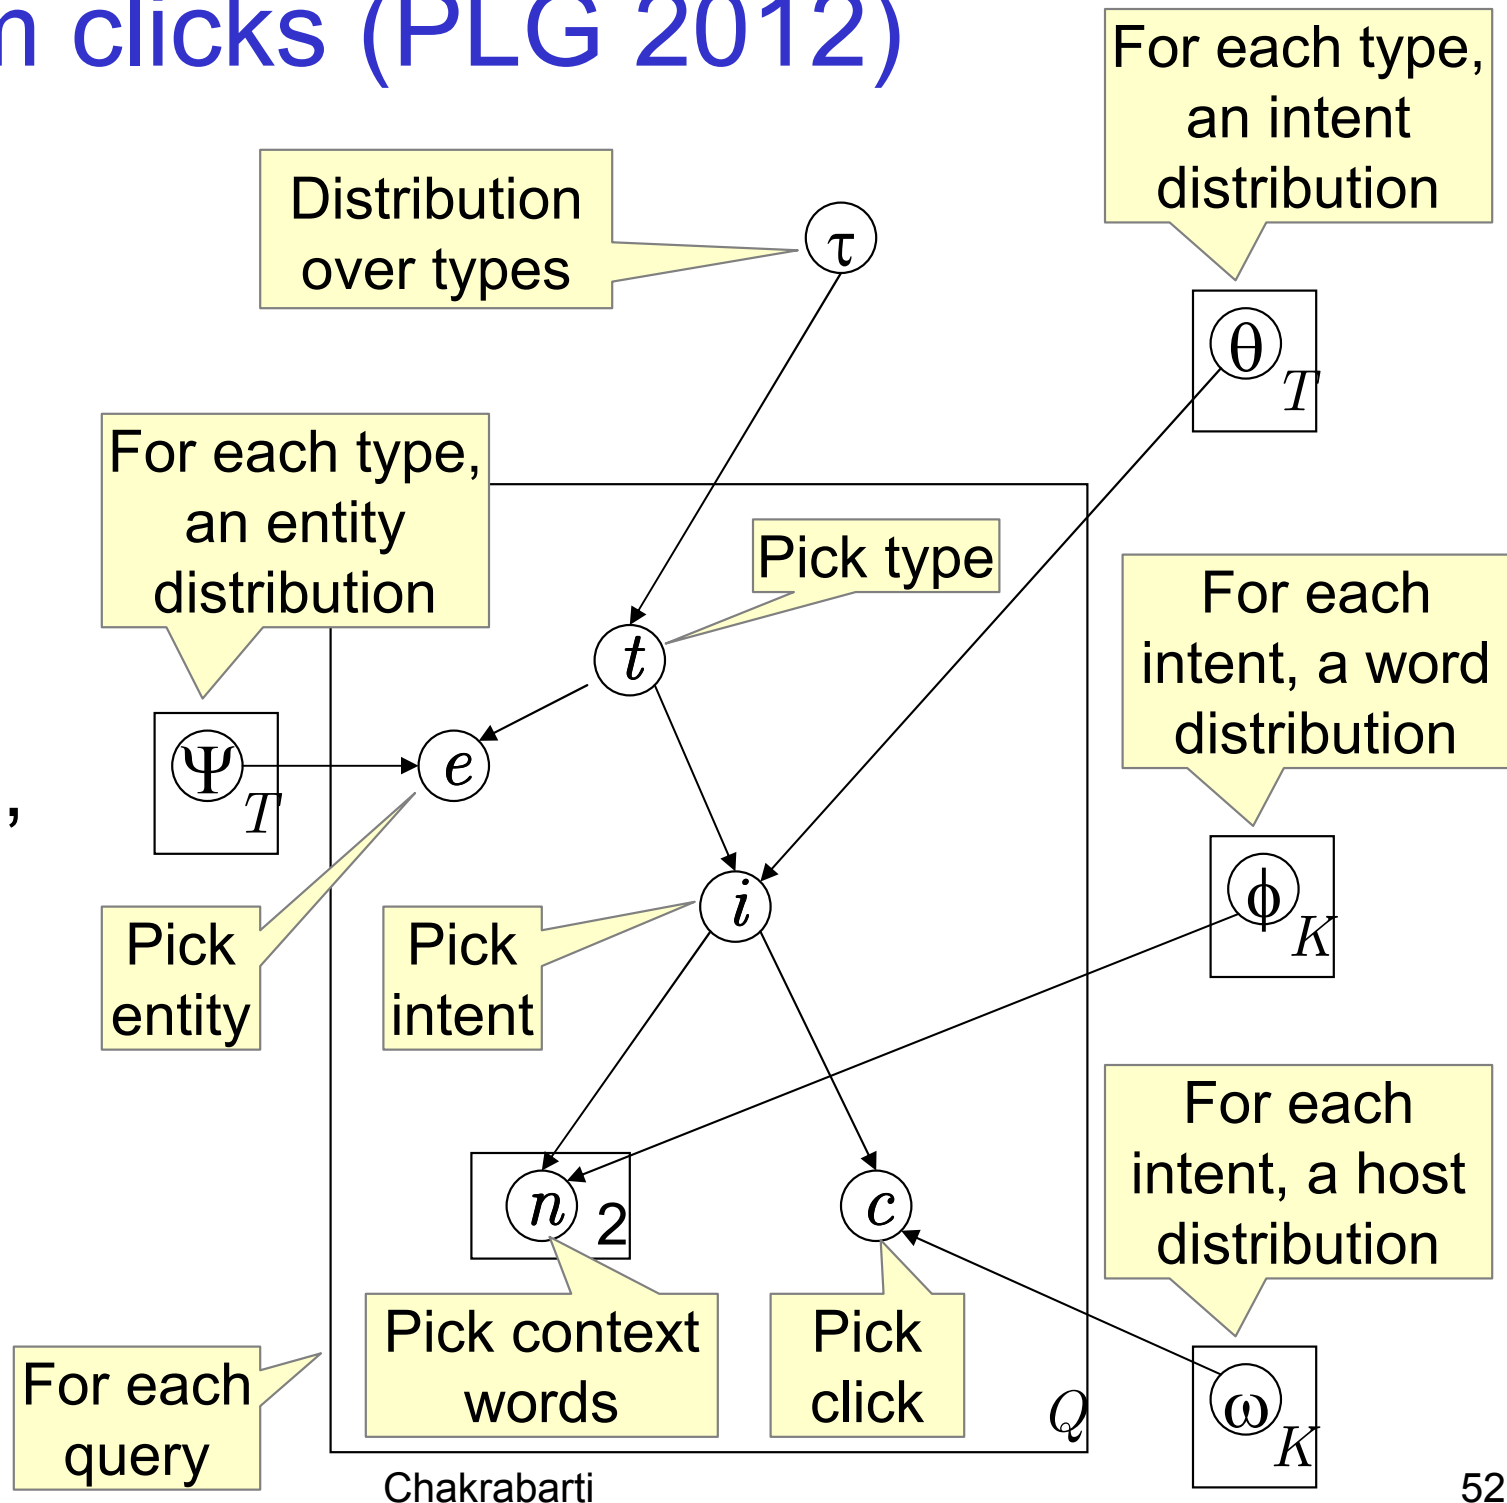 n clicks (PLG 2012)
For each type,
an intent
distribution
Distribution
over types
τ
θ
T
For each type,
an entity
distribution
Pick type
For each
intent, a word
distribution
t
Ψ
T
e
,
i
ϕ
K
Pick
entity
Pick
intent
For each
intent, a host
distribution
n
2
c
Pick context
words
Pick
click
For each
query
Q
ω
K
Chakrabarti
52